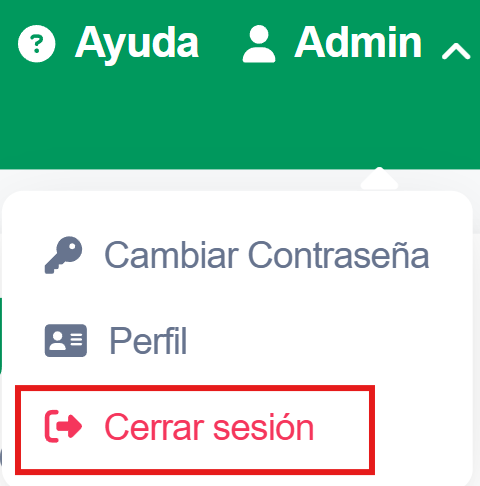 Ayuda Admin
Cambiar Contraseña
Perfil
Cerrar sesión